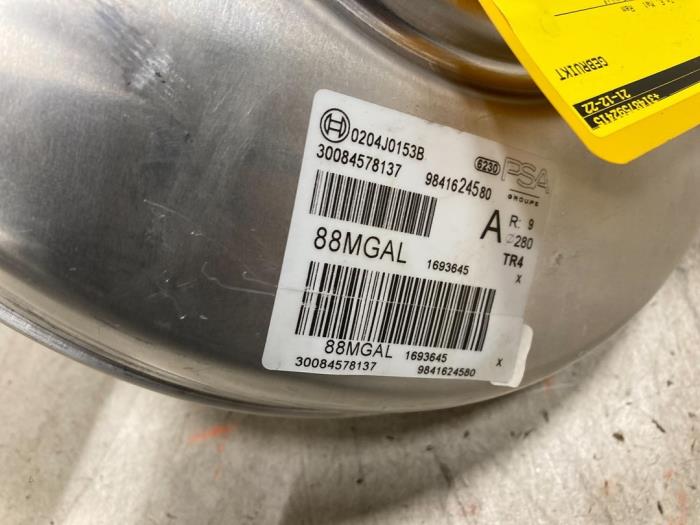 0204J0153B
30084578137
9841624580
6230
PSA
GROUPE
A
R: 9
⌀280
TR4
X
88MGAL 1693645
88MGAL 1693645
X
30084578137 9841624580
GEBRUIKT
21-12-22